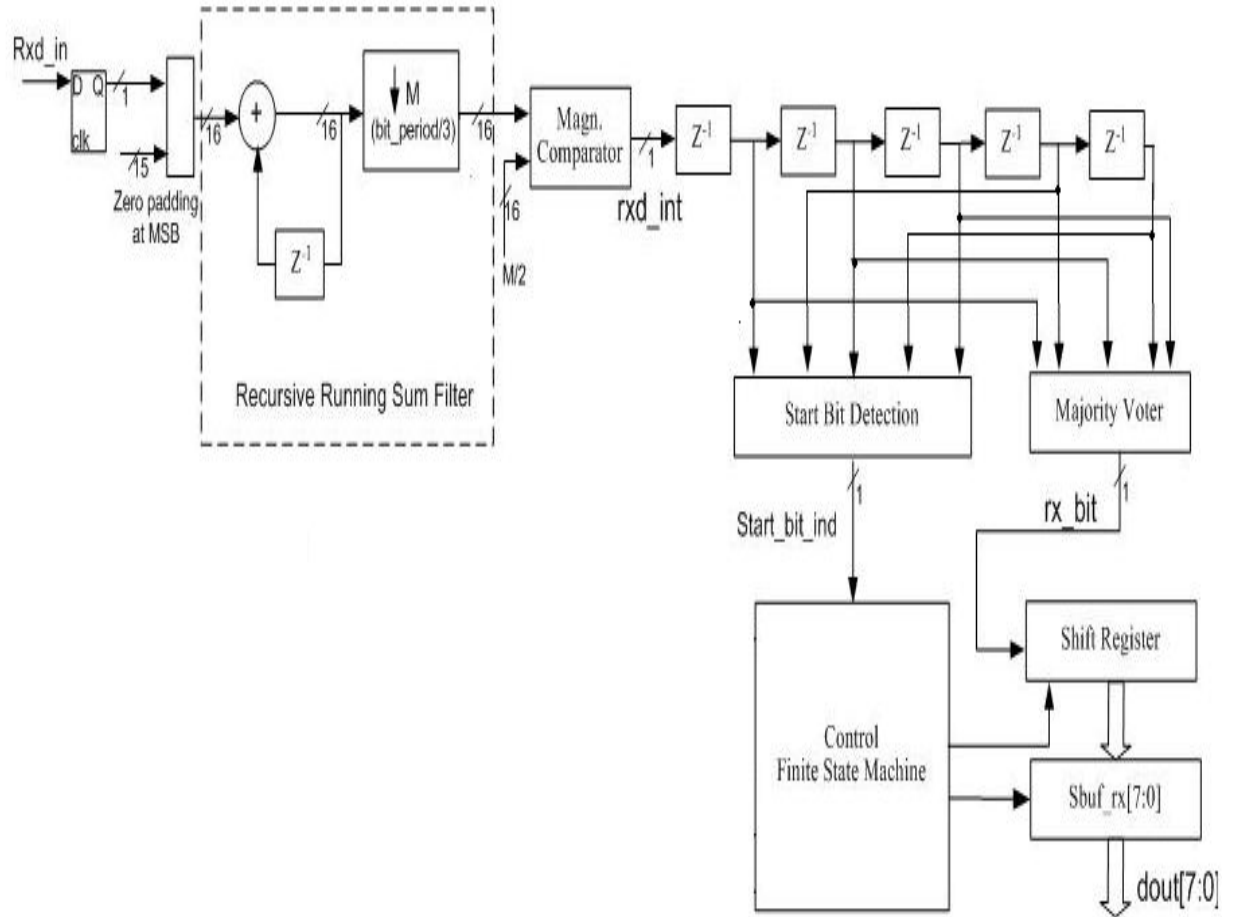 Rxd_in
D Q
clk
1
15
Zero padding
at MSB
16
+
16
Z-1
M
(bit_period/3)
16
Recursive Running Sum Filter
16
M/2
Magn.
Comparator
1
rxd_int
Z-1
Z-1
Z-1
Z-1
Z-1
Start Bit Detection
Majority Voter
1
Start_bit_ind
1
rx_bit
Control
Finite State Machine
Shift Register
Sbuf_rx[7:0]
dout[7:0]